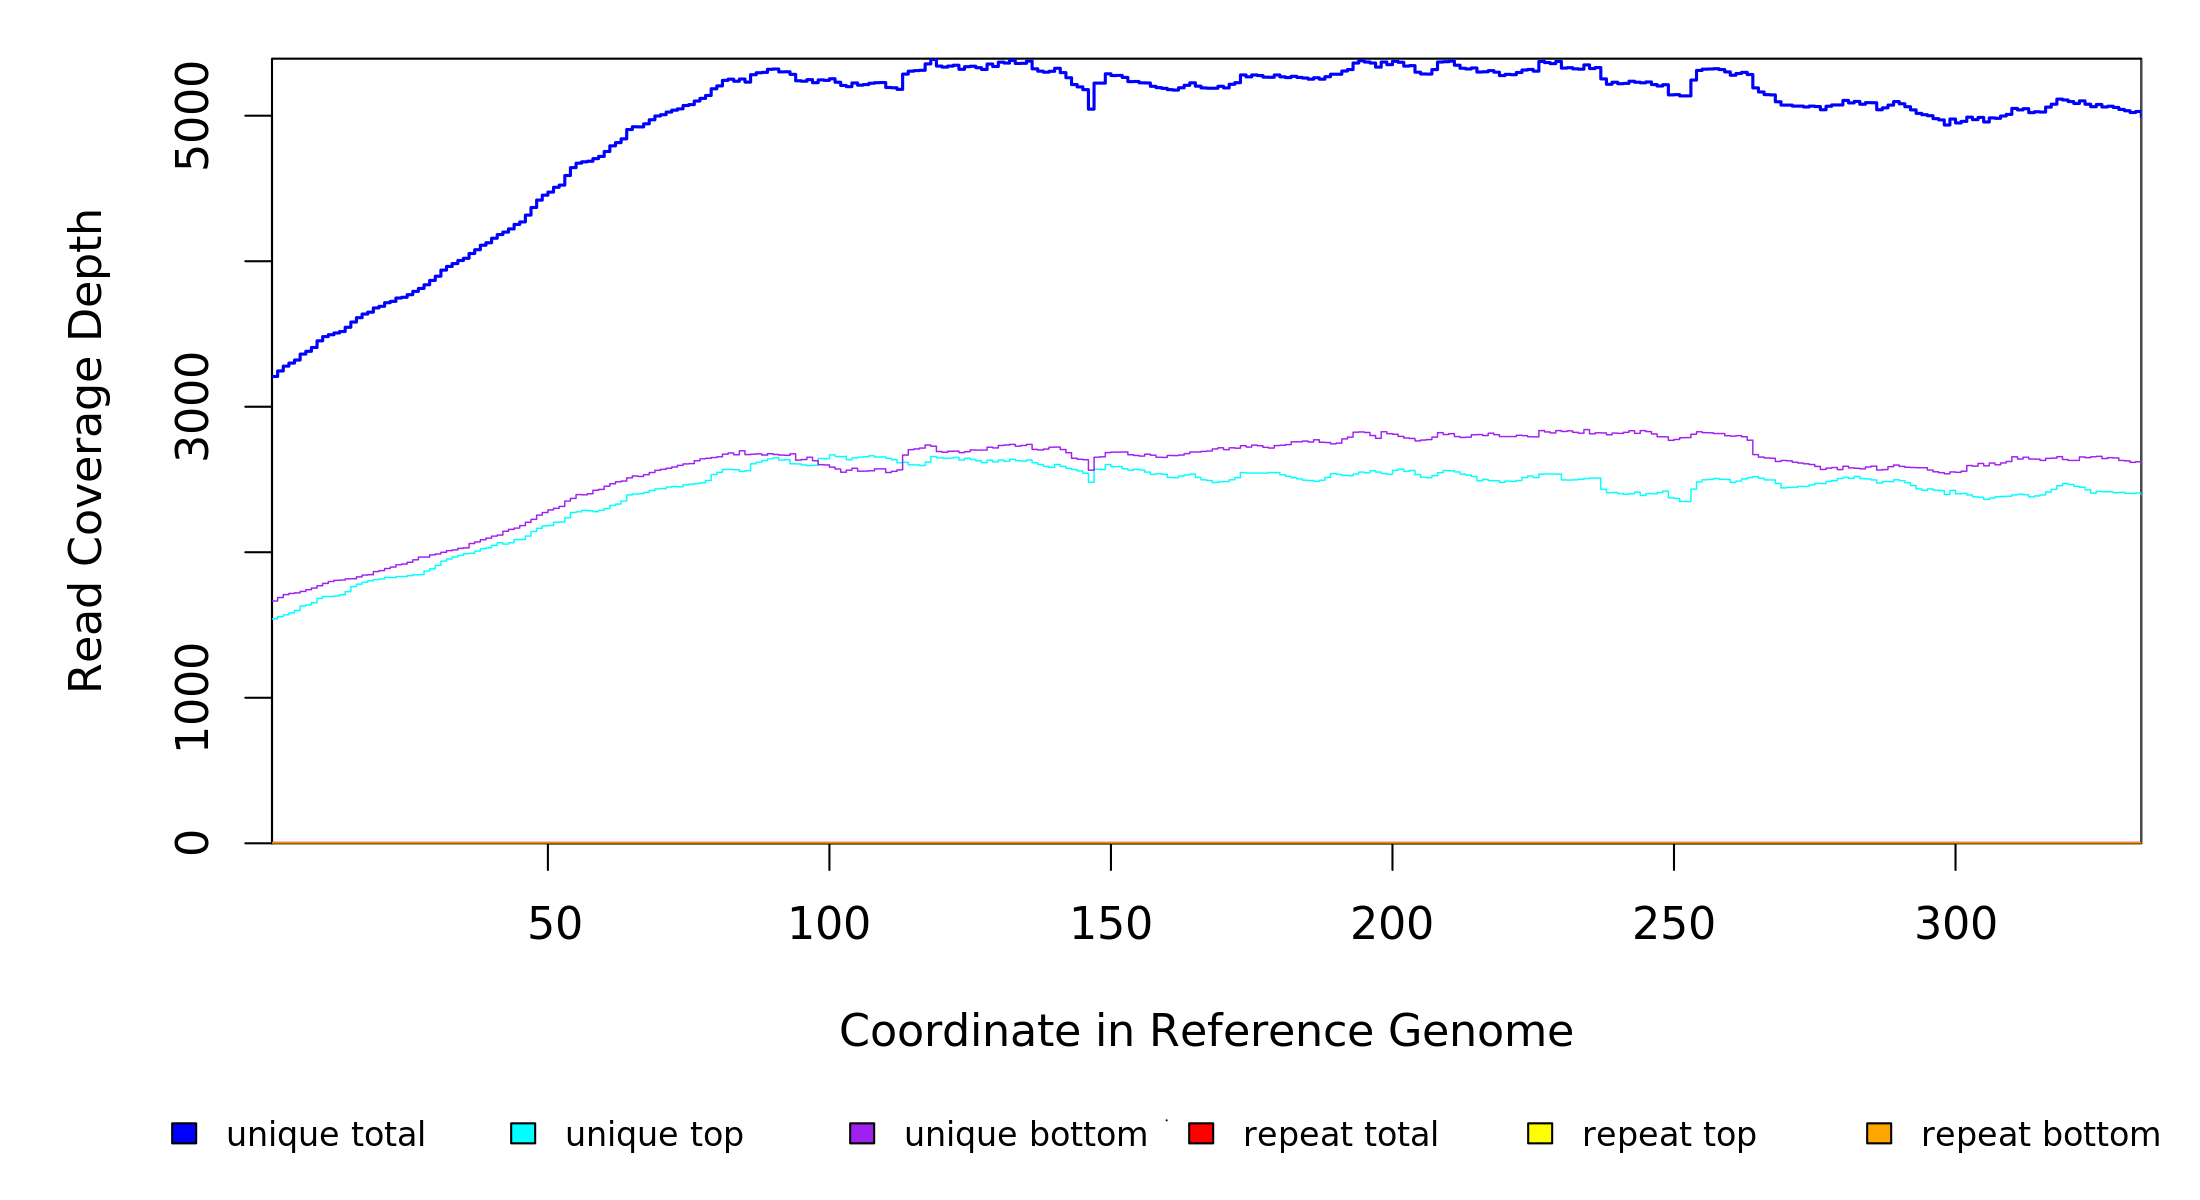 Read Coverage Depth
5000
3000
1000
0
50 100 150 200 250 300
Coordinate in Reference Genome
unique total unique top unique bottom repeat total repeat top repeat bottom